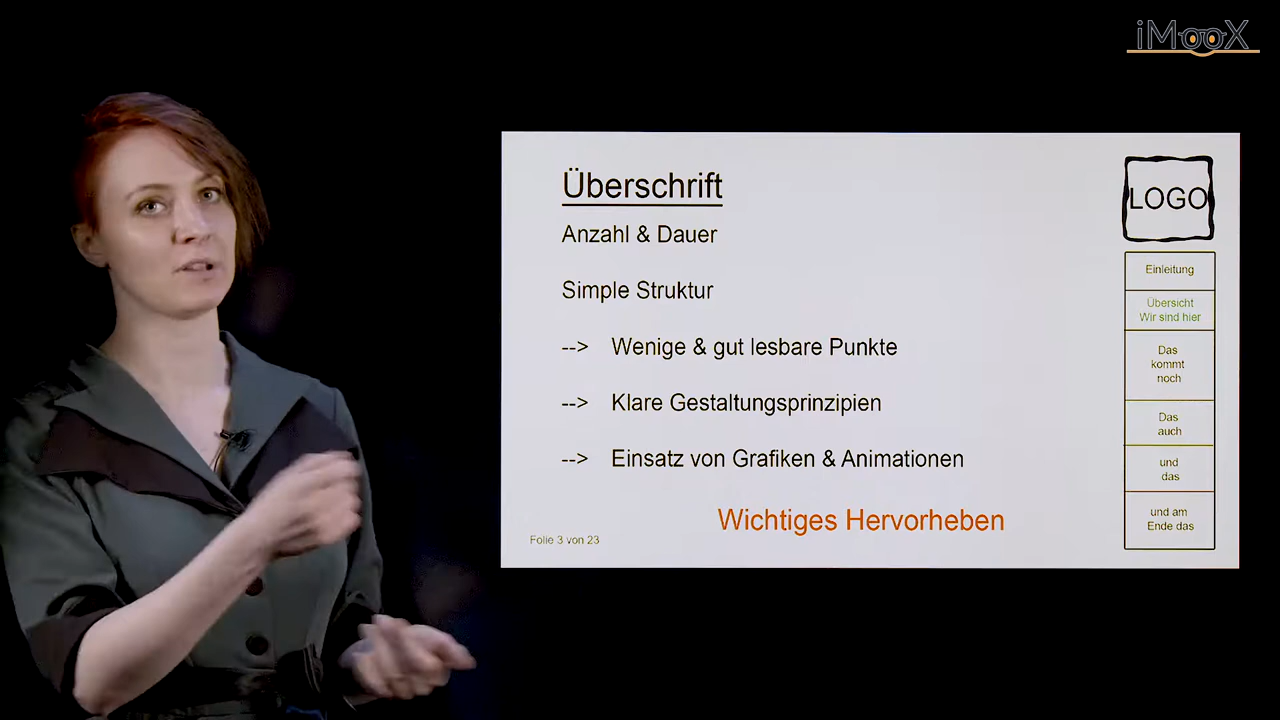 iMooX
Überschrift
Anzahl & Dauer
Simple Struktur
--> Wenige & gut lesbare Punkte
--> Klare Gestaltungsprinzipien
--> Einsatz von Grafiken & Animationen
Wichtiges Hervorheben
Folie 3 von 23
LOGO
Einleitung
Übersicht
Wir sind hier
Das
kommt
noch
Das
auch
und
das
und am
Ende das